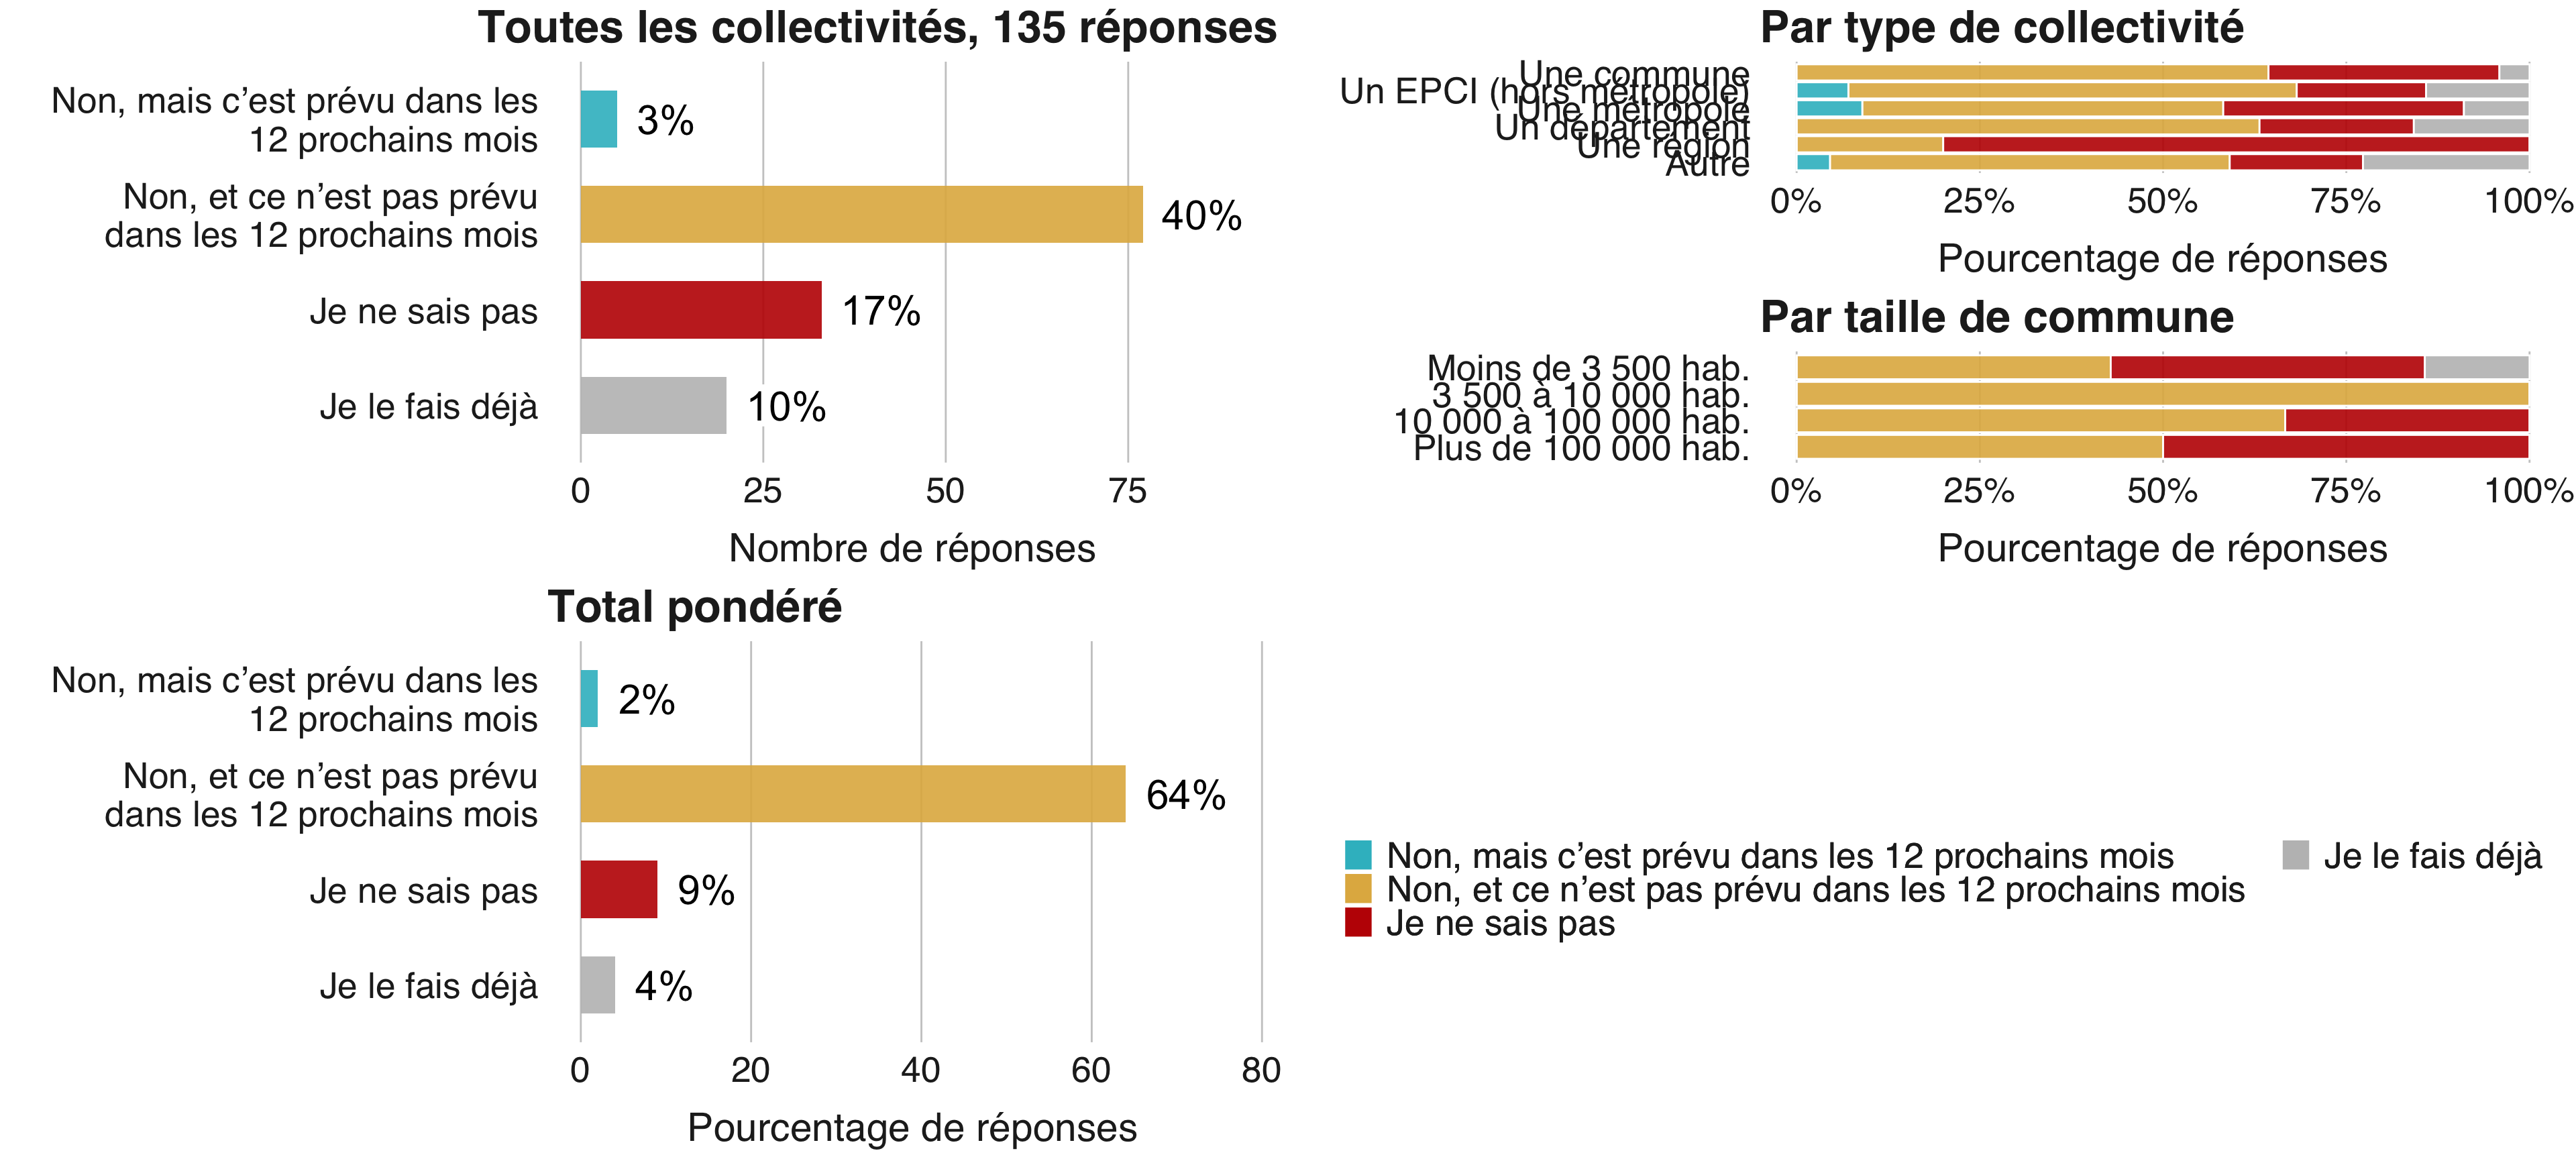 Toutes les collectivités, 135 réponses
Non, mais c’est prévu dans les
12 prochains mois
3%
Non, et ce n’est pas prévu
dans les 12 prochains mois
40%
Je ne sais pas
17%
Je le fais déjà
10%
0 25 50 75
Nombre de réponses
Total pondéré
Non, mais c’est prévu dans les
12 prochains mois
2%
Non, et ce n’est pas prévu
dans les 12 prochains mois
64%
Je ne sais pas
9%
Je le fais déjà
4%
0 20 40 60 80
Pourcentage de réponses
Par type de collectivité
Une commune
Un EPCI (hors métropole)
Une métropole
Un département
Une région
Autre
0% 25% 50% 75% 100%
Pourcentage de réponses
Par taille de commune
Moins de 3 500 hab.
3 500 à 10 000 hab.
10 000 à 100 000 hab.
Plus de 100 000 hab.
0% 25% 50% 75% 100%
Pourcentage de réponses
Non, mais c’est prévu dans les 12 prochains mois
Non, et ce n’est pas prévu dans les 12 prochains mois
Je ne sais pas
Je le fais déjà